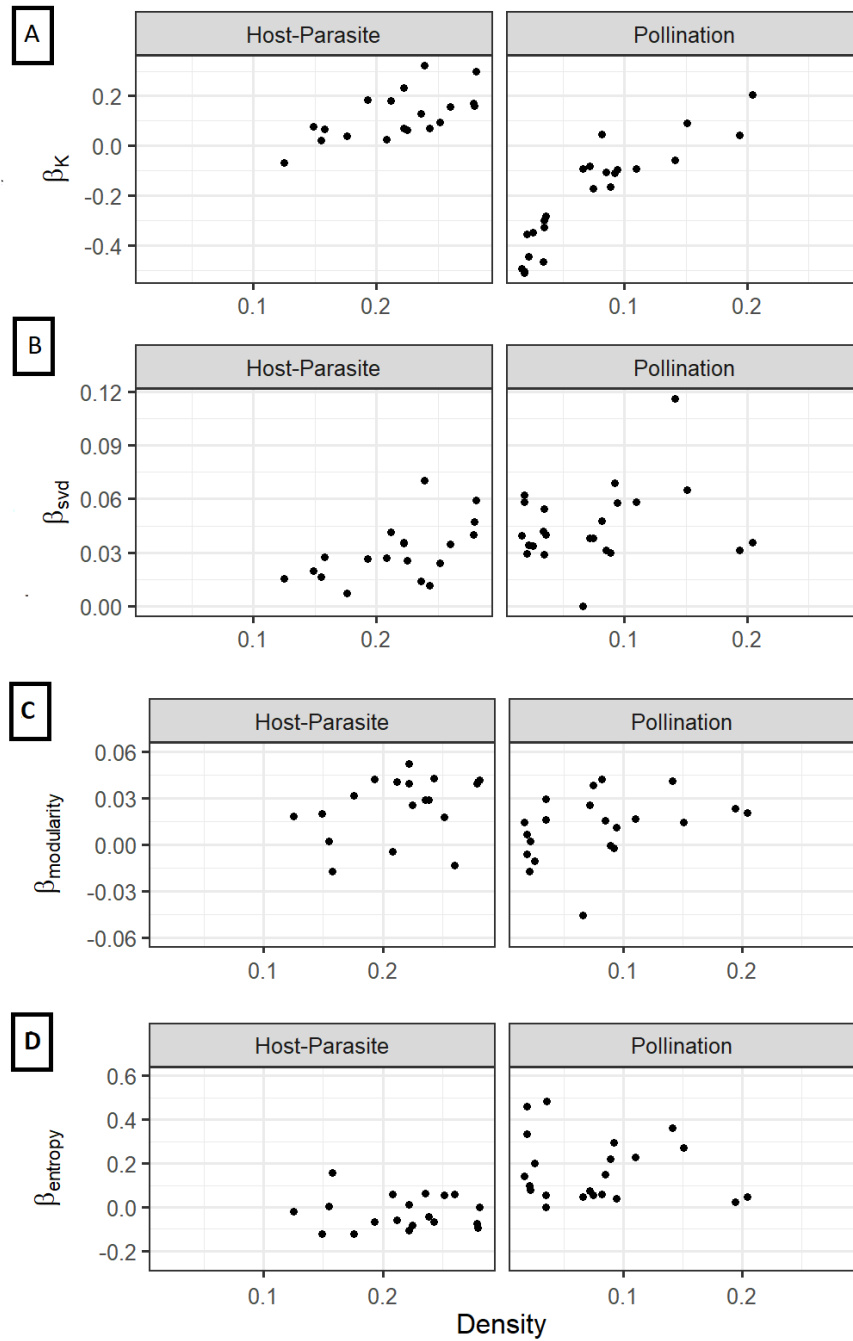 A
Host-Parasite Pollination
0.2
0.0
-0.2
-0.4
βK
0.1 0.2 0.1 0.2
B
Host-Parasite Pollination
0.12
0.09
0.06
0.03
0.00
βsvd
0.1 0.2 0.1 0.2
C
Host-Parasite Pollination
0.06
0.03
0.00
-0.03
-0.06
βmodularity
0.1 0.2 0.1 0.2
D
Host-Parasite Pollination
0.6
0.4
0.2
0.0
-0.2
βentropy
0.1 0.2 0.1 0.2
Density